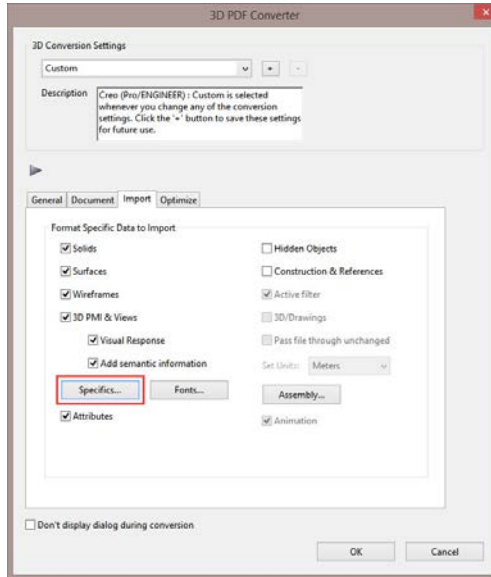 3D PDF Converter
3D Conversion Settings
Custom
+
-
Description
Creo (Pro/ENGINEER) : Custom is selected
whenever you change any of the conversion
settings. Click the '+' button to save these settings
for future use.
General Document Import Optimize
Format Specific Data to Import
Solids
Hidden Objects
Surfaces
Construction & References
Wireframes
Active filter
3D PMI & Views
3D/Drawings
Visual Response
Pass file through unchanged
Add semantic information
Set Units: Meters
Specifics... Fonts... Assembly...
Attributes
Animation
Don't display dialog during conversion
OK Cancel